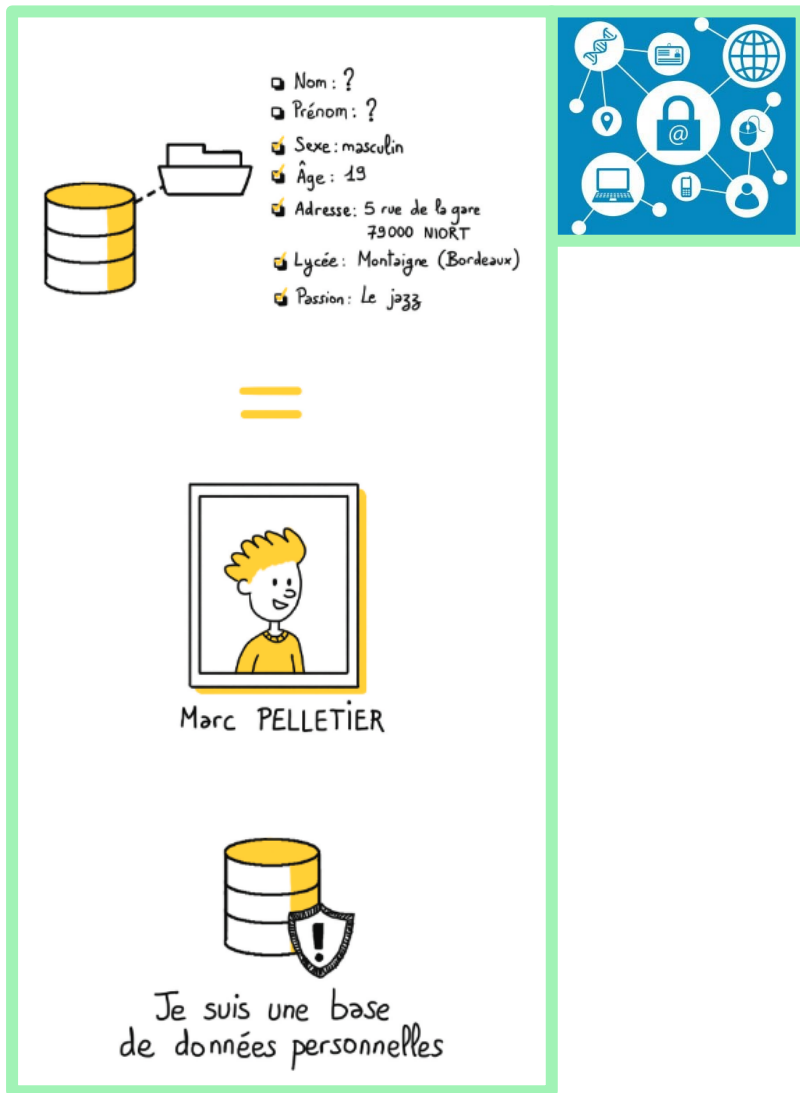 Nom : ?
Prénom : ?
Sexe : masculin
Âge : 19
Adresse : 5 rue de la gare
79000 NIORT
Lycée : Montaigne (Bordeaux)
Passion : Le jazz
@
Marc PELLETIER
!
Je suis une base
de données personnelles